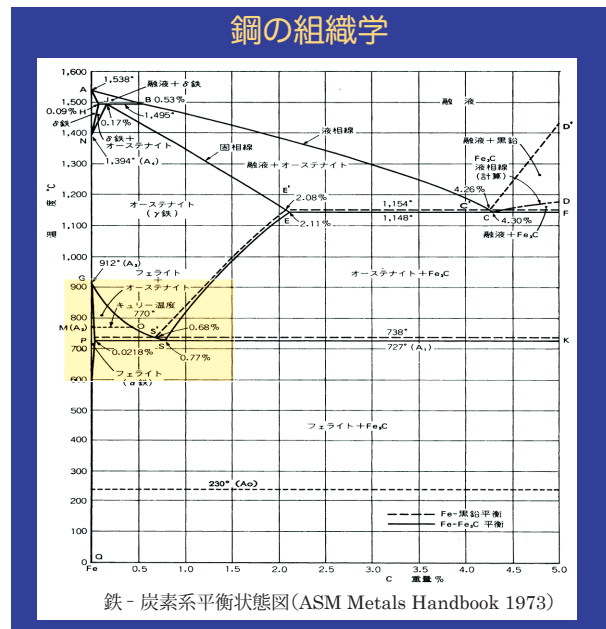 鋼の組織学
1,600
A
1,538°
融液+δ鉄
1,500
0.09%
H
J
B
0.53%
融液
δ鉄
1,495°
0.17%
δ鉄+
オーステナイト
1,400
N
1,394° (A₄)
固相線
液相線
融液+黒鉛
D'
Fe₃C
液相線
(計算)
1,300
融液+オーステナイト
1,200
オーステナイト
(γ鉄)
E'
2.08%
1,154°
4.26%
C'
D
1,100
E
2.11%
1,148°
C
4.30%
F
融液+Fe₃C
温度℃
1,000
912° (A₃)
フェライト
+
オーステナイト
オーステナイト+Fe₃C
G
900
キュリー温度
800
770°
M(A₂)
O
S'
0.68%
738°
P
700
0.0218%
S
0.77%
727° (A₁)
K
600
フェライト
(α鉄)
500
フェライト+Fe₃C
400
300
230° (Ao)
200
100
Fe-黒鉛平衡
Fe-Fe₃C 平衡
0
Q
Fe
0.5
1.0
1.5
2.0
2.5
3.0
3.5
4.0
4.5
5.0
C 重量%
鉄‐炭素系平衡状態図(ASM Metals Handbook 1973)